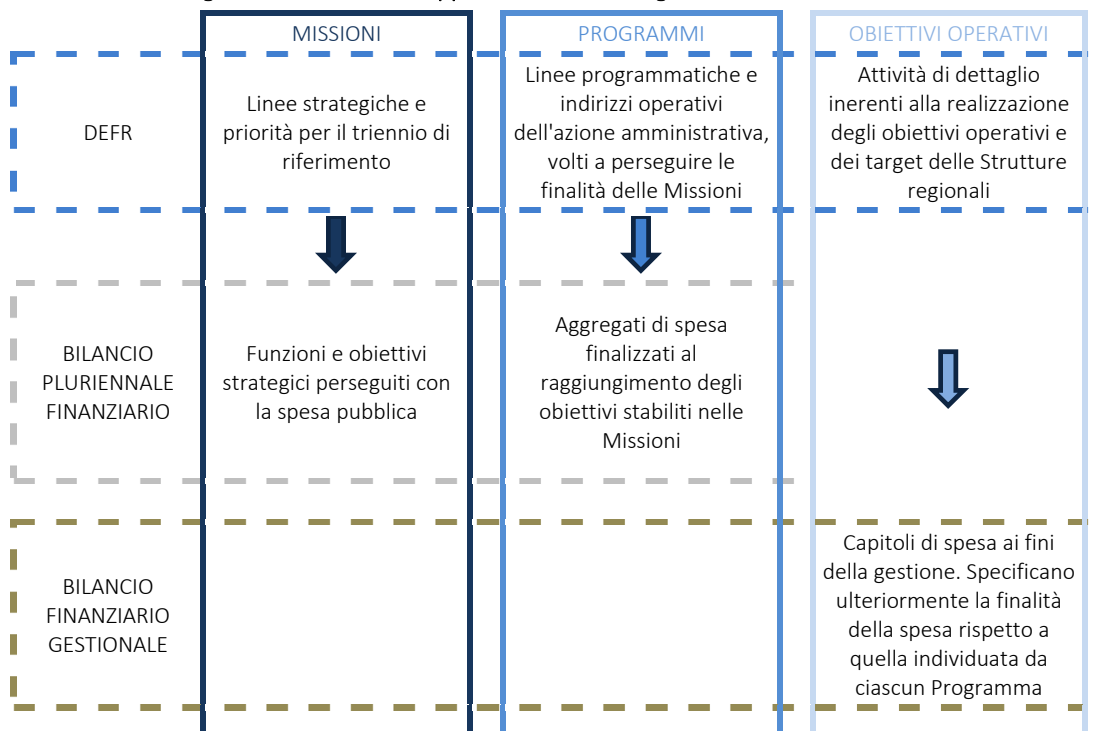 MISSIONI
PROGRAMMI
OBIETTIVI OPERATIVI
DEFR
Linee strategiche e
priorità per il triennio di
riferimento
Linee programmatiche e
indirizzi operativi
dell'azione amministrativa,
volti a perseguire le
finalità delle Missioni
Attività di dettaglio
inerenti alla realizzazione
degli obiettivi operativi e
dei target delle Strutture
regionali
BILANCIO
PLURIENNALE
FINANZIARIO
Funzioni e obiettivi
strategici perseguiti con
la spesa pubblica
Aggregati di spesa
finalizzati al
raggiungimento degli
obiettivi stabiliti nelle
Missioni
BILANCIO
FINANZIARIO
GESTIONALE
Capitoli di spesa ai fini
della gestione. Specificano
ulteriormente la finalità
della spesa rispetto a
quella individuata da
ciascun Programma